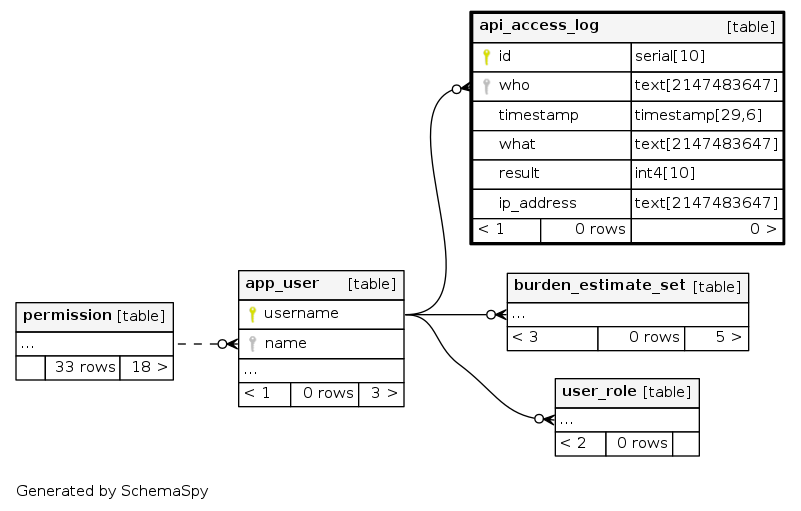 api_access_log [table]
id serial[10]
who text[2147483647]
timestamp timestamp[29,6]
what text[2147483647]
result int4[10]
ip_address text[2147483647]
< 1 0 rows 0 >
app_user [table]
username
name
...
< 1 0 rows 3 >
burden_estimate_set [table]
...
< 3 0 rows 5 >
permission [table]
...
33 rows 18 >
user_role [table]
...
< 2 0 rows
Generated by SchemaSpy